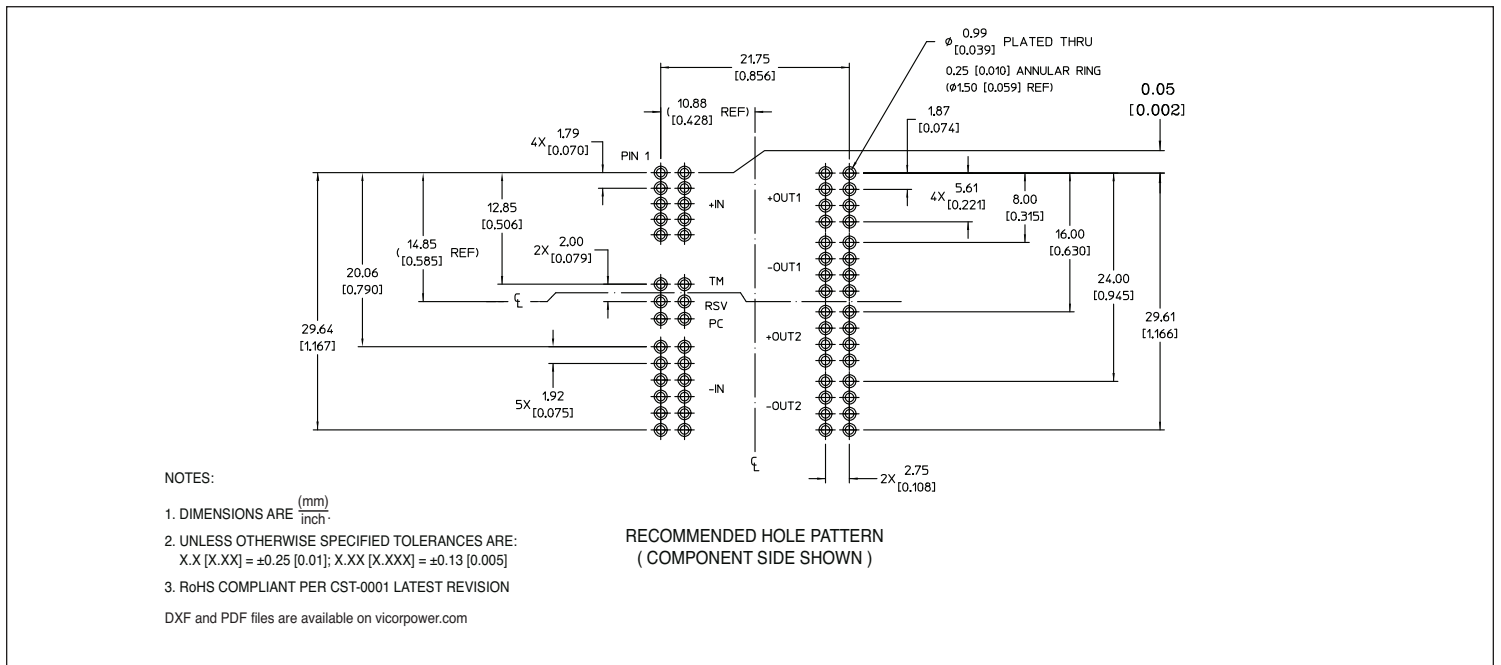 ø 0.99 [0.039] PLATED THRU
0.25 [0.010] ANNULAR RING
(ø1.50 [0.059] REF)
21.75
[0.856]
( 10.88 [0.428] REF)
0.05
[0.002]
1.87
[0.074]
4X 1.79 [0.070]
PIN 1
+IN
+OUT1
4X 5.61 [0.221]
8.00
[0.315]
12.85
[0.506]
( 14.85 [0.585] REF)
2X 2.00 [0.079]
16.00
[0.630]
20.06
[0.790]
-OUT1
TM
24.00
[0.945]
℄
RSV
PC
29.64
[1.167]
+OUT2
29.61
[1.166]
-IN
5X 1.92 [0.075]
-OUT2
℄
2X 2.75 [0.108]
NOTES:
1. DIMENSIONS ARE (mm) inch.
2. UNLESS OTHERWISE SPECIFIED TOLERANCES ARE:
X.X [X.XX] = ±0.25 [0.01]; X.XX [X.XXX] = ±0.13 [0.005]
3. RoHS COMPLIANT PER CST-0001 LATEST REVISION
DXF and PDF files are available on vicorpower.com
RECOMMENDED HOLE PATTERN
( COMPONENT SIDE SHOWN )